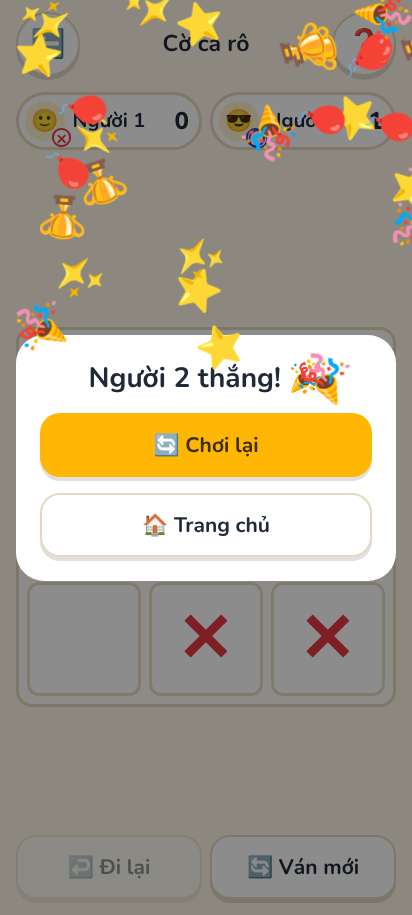 Cờ ca rô
Người 1 0
Người 2 thắng!
Chơi lại
Trang chủ
Đi lại
Ván mới